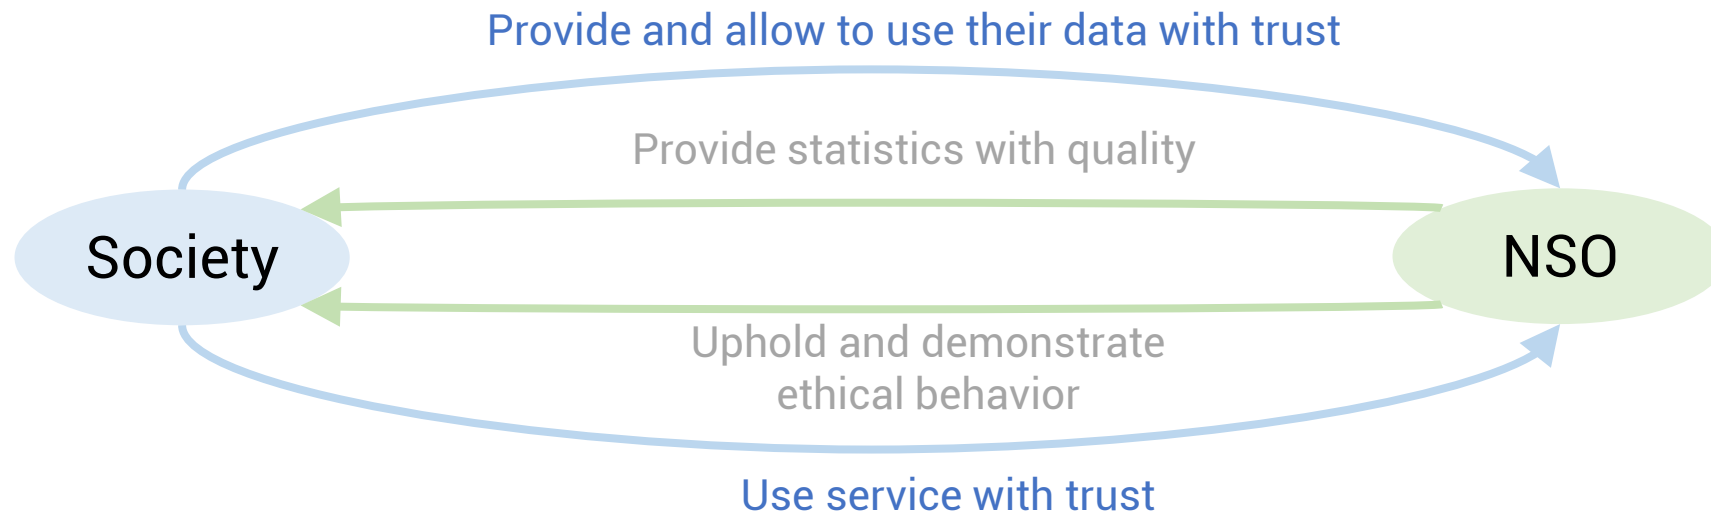 Provide and allow to use their data with trust
Provide statistics with quality
Society
NSO
Uphold and demonstrate
ethical behavior
Use service with trust